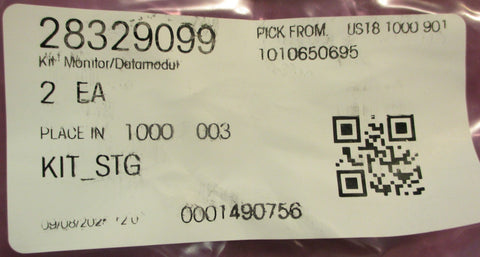 28329099
PICK FROM. US18 1000 901
1010650695
Kit Monitor/Datamodul
2 EA
PLACE IN 1000 003
KIT_STG
0001490756